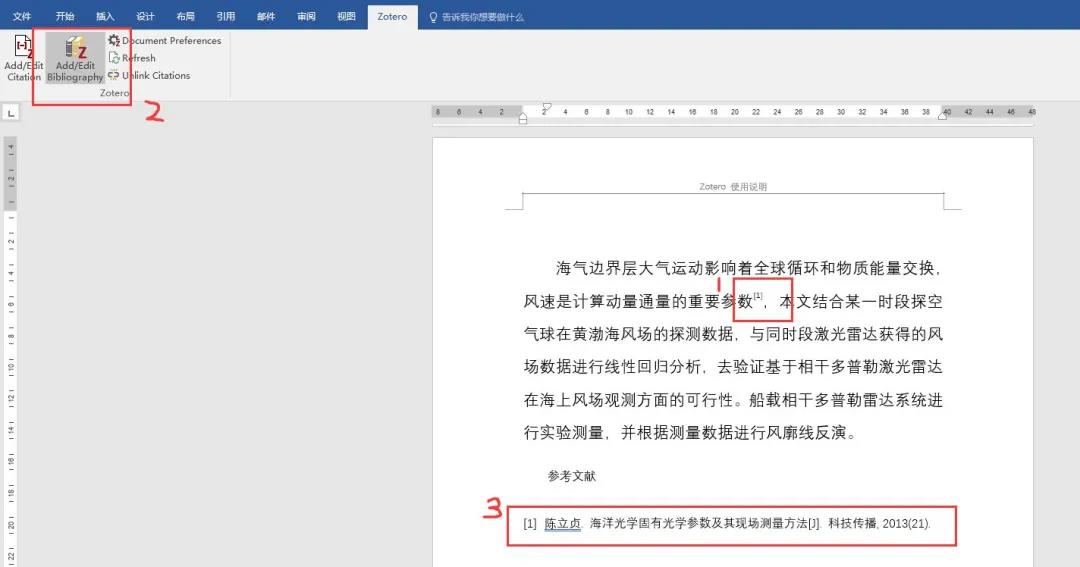 文件 开始 插入 设计 布局 引用 邮件 审阅 视图 Zotero 告诉我你想要做什么
Add/Edit Citation
Add/Edit Bibliography
Document Preferences
Refresh
Unlink Citations
Zotero
2
8 6 4 2 2 4 6 8 10 12 14 16 18 20 22 24 26 28 30 32 34 36 38 40 42 44 46 48
4
2
2
4
6
8
10
12
14
16
18
20
22
Zotero 使用说明
海气边界层大气运动影响着全球循环和物质能量交换，
1
风速是计算动量通量的重要参数[1]，本文结合某一时段探空
气球在黄渤海风场的探测数据，与同时段激光雷达获得的风
场数据进行线性回归分析，去验证基于相干多普勒激光雷达
在海上风场观测方面的可行性。船载相干多普勒雷达系统进
行实验测量，并根据测量数据进行风廓线反演。
参考文献
3
[1] 陈立贞. 海洋光学固有光学参数及其现场测量方法[J]. 科技传播, 2013(21).